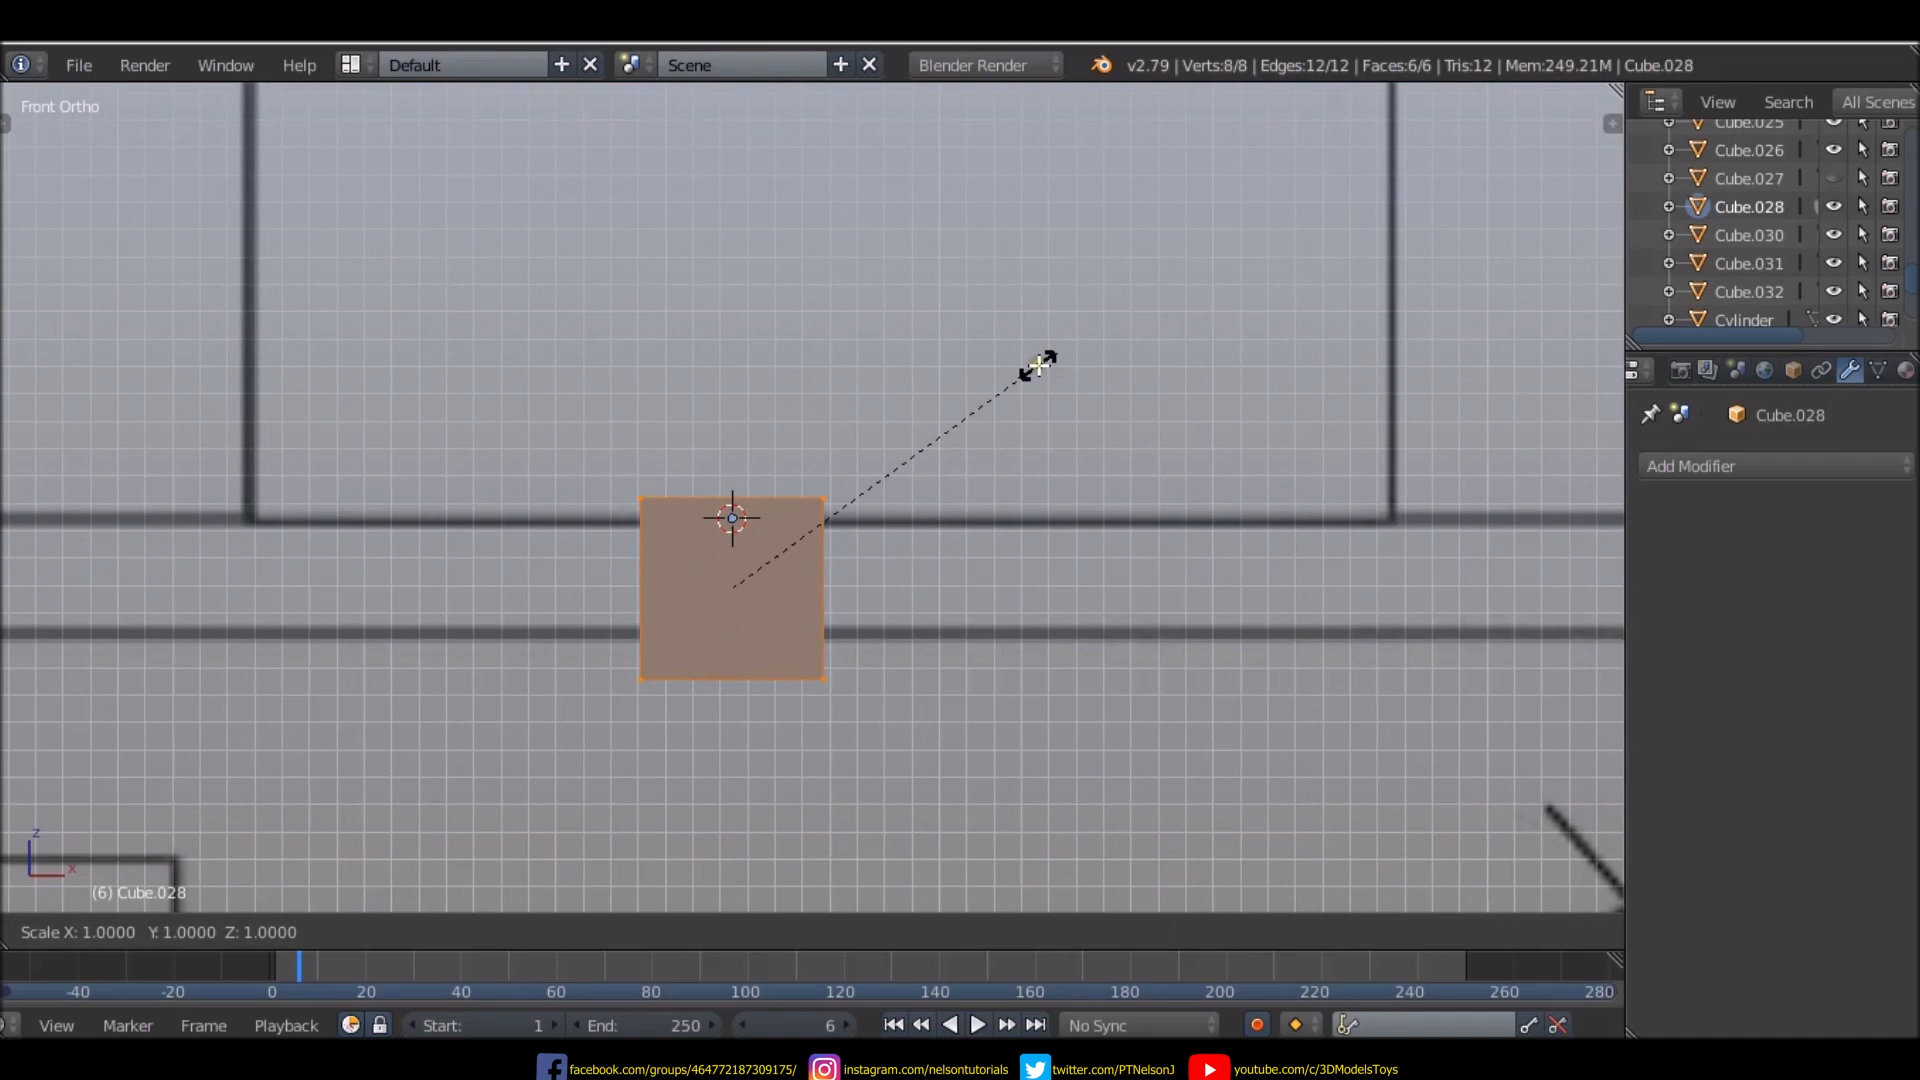 File Render Window Help Default Scene Blender Render v2.79 | Verts:8/8 | Edges:12/12 | Faces:6/6 | Tris:12 | Mem:249.21M | Cube.028
Front Ortho
View Search All Scenes
Cube.025
Cube.026
Cube.027
Cube.028
Cube.030
Cube.031
Cube.032
Cylinder
Cube.028
Add Modifier
z
x
(6) Cube.028
Scale X: 1.0000 Y: 1.0000 Z: 1.0000
-40 -20 0 20 40 60 80 100 120 140 160 180 200 220 240 260 280
View Marker Frame Playback Start: 1 End: 250 6 No Sync
facebook.com/groups/464772187309175/ instagram.com/nelsontutorials twitter.com/PTNelsonJ youtube.com/c/3DModelsToys